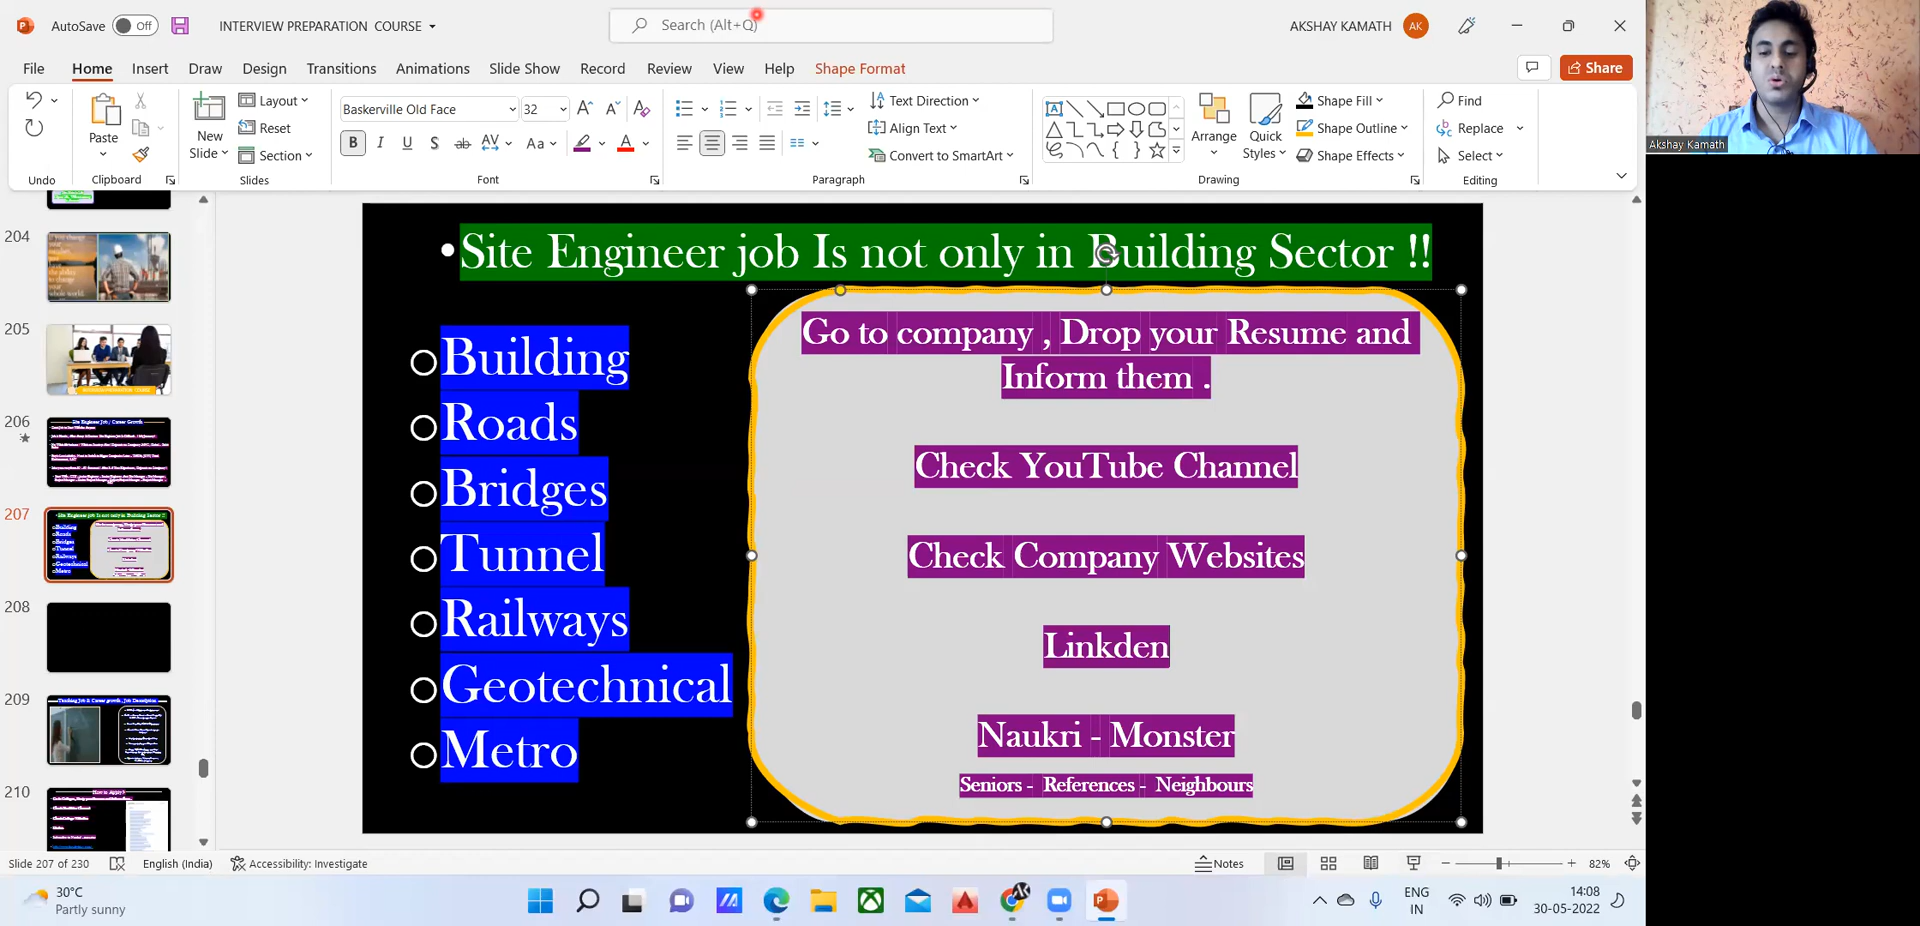 AutoSave Off INTERVIEW PREPARATION COURSE Search (Alt+Q) AKSHAY KAMATH AK
File Home Insert Draw Design Transitions Animations Slide Show Record Review View Help Shape Format Share
Paste New Slide Layout Reset Section
Baskerville Old Face 32
B I U S ab AV Aa A
Text Direction Align Text Convert to SmartArt
Arrange Quick Styles Shape Fill Shape Outline Shape Effects
Find Replace Select
Undo Clipboard Slides Font Paragraph Drawing Editing
Akshay Kamath
204
205
206
207
208
209
210
•Site Engineer job Is not only in Building Sector !!
Building
Roads
Bridges
Tunnel
Railways
Geotechnical
Metro
Go to company , Drop your Resume and
Inform them .
Check YouTube Channel
Check Company Websites
Linkden
Naukri - Monster
Seniors - References - Neighbours
Slide 207 of 230 English (India) Accessibility: Investigate Notes 82%
30°C
Partly sunny
ENG
IN
14:08
30-05-2022